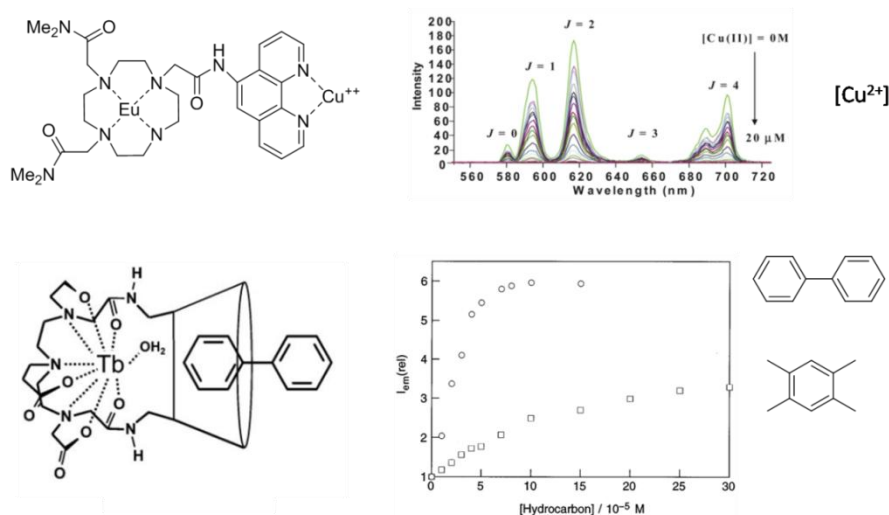 Me₂N
O
N
N
O
H
N
N
Eu
Cu⁺⁺
N
N
N
O
NMe₂
Intensity
200
180
160
140
120
100
80
60
40
20
0
J = 0
J = 1
J = 2
J = 3
J = 4
[Cu(II)] = 0M
20 µM
560 580 600 620 640 660 680 700 720
Wavelength (nm)
[Cu²⁺]
H
O
N
N
O
Tb
OH₂
N
O
O
N
O
O
N
O
H
I em(rel)
6
5
4
3
2
1
0 5 10 15 20 25 30
[Hydrocarbon] / 10⁻⁵ M